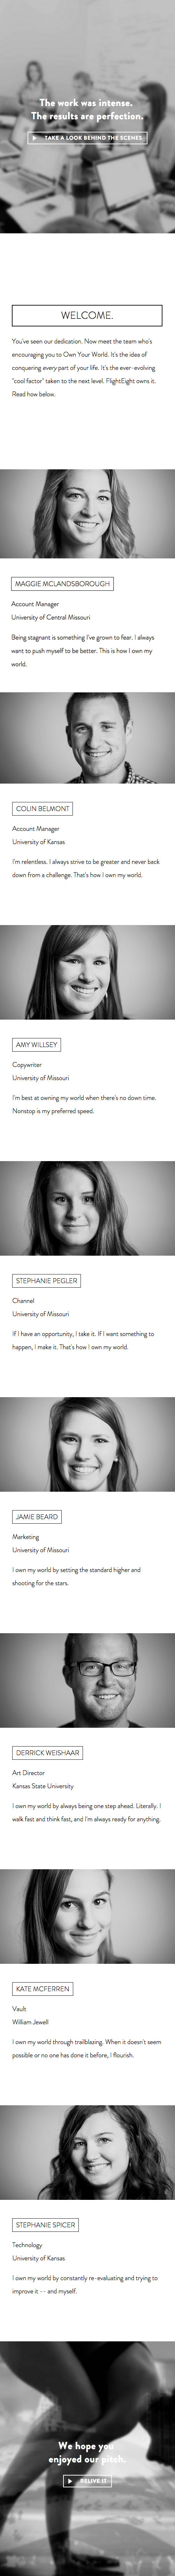 The work was intense.
The results are perfection.
TAKE A LOOK BEHIND THE SCENES
WELCOME.
You've seen our dedication. Now meet the team who's
encouraging you to Own Your World. It's the idea of
conquering every part of your life. It's the ever-evolving
"cool factor" taken to the next level. FlightEight owns it.
Read how below.
MAGGIE MCLANDSBOROUGH
Account Manager
University of Central Missouri
Being stagnant is something I've grown to fear. I always
want to push myself to be better. This is how I own my
world.
COLIN BELMONT
Account Manager
University of Kansas
I'm relentless. I always strive to be greater and never back
down from a challenge. That's how I own my world.
AMY WILLSEY
Copywriter
University of Missouri
I'm best at owning my world when there's no down time.
Nonstop is my preferred speed.
STEPHANIE PEGLER
Channel
University of Missouri
If I have an opportunity, I take it. If I want something to
happen, I make it. That's how I own my world.
JAMIE BEARD
Marketing
University of Missouri
I own my world by setting the standard higher and
shooting for the stars.
DERRICK WEISHAAR
Art Director
Kansas State University
I own my world by always being one step ahead. Literally. I
walk fast and think fast, and I'm always ready for anything.
KATE MCFERREN
Vault
William Jewell
I own my world through trailblazing. When it doesn't seem
possible or no one has done it before, I flourish.
STEPHANIE SPICER
Technology
University of Kansas
I own my world by constantly re-evaluating and trying to
improve it -- and myself.
We hope you
enjoyed our pitch.
RELIVE IT